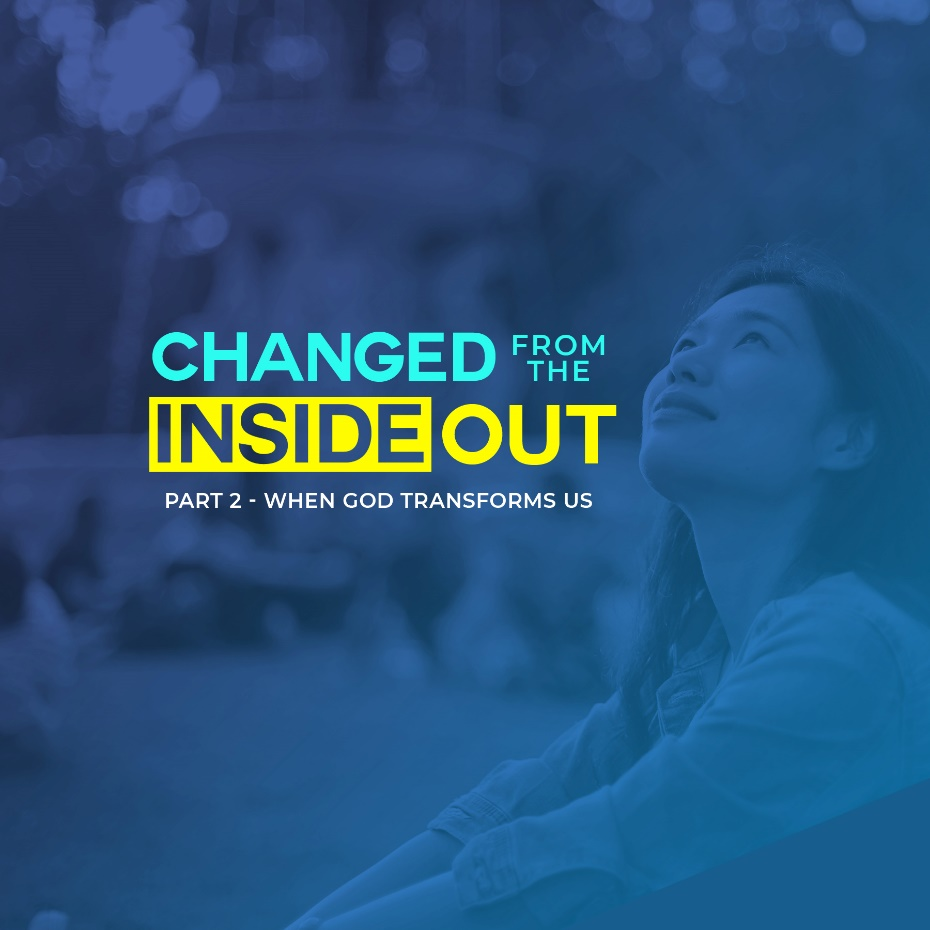 CHANGED FROM THE
INSIDE OUT
PART 2 - WHEN GOD TRANSFORMS US